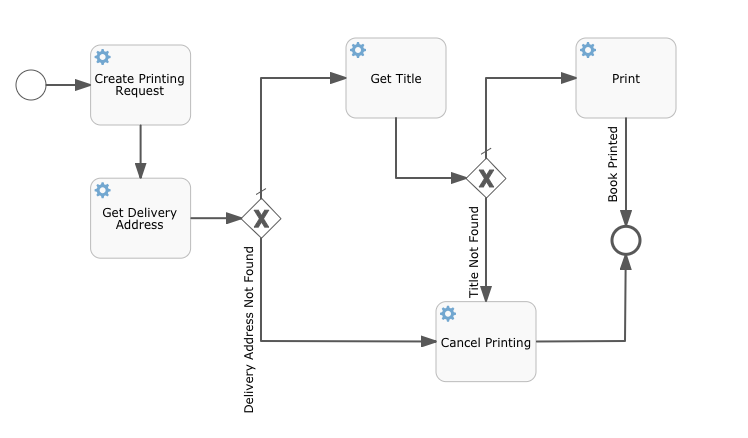 Create Printing
Request
Get Title
Print
Get Delivery
Address
X
X
Book Printed
Delivery Address Not Found
Title Not Found
Cancel Printing